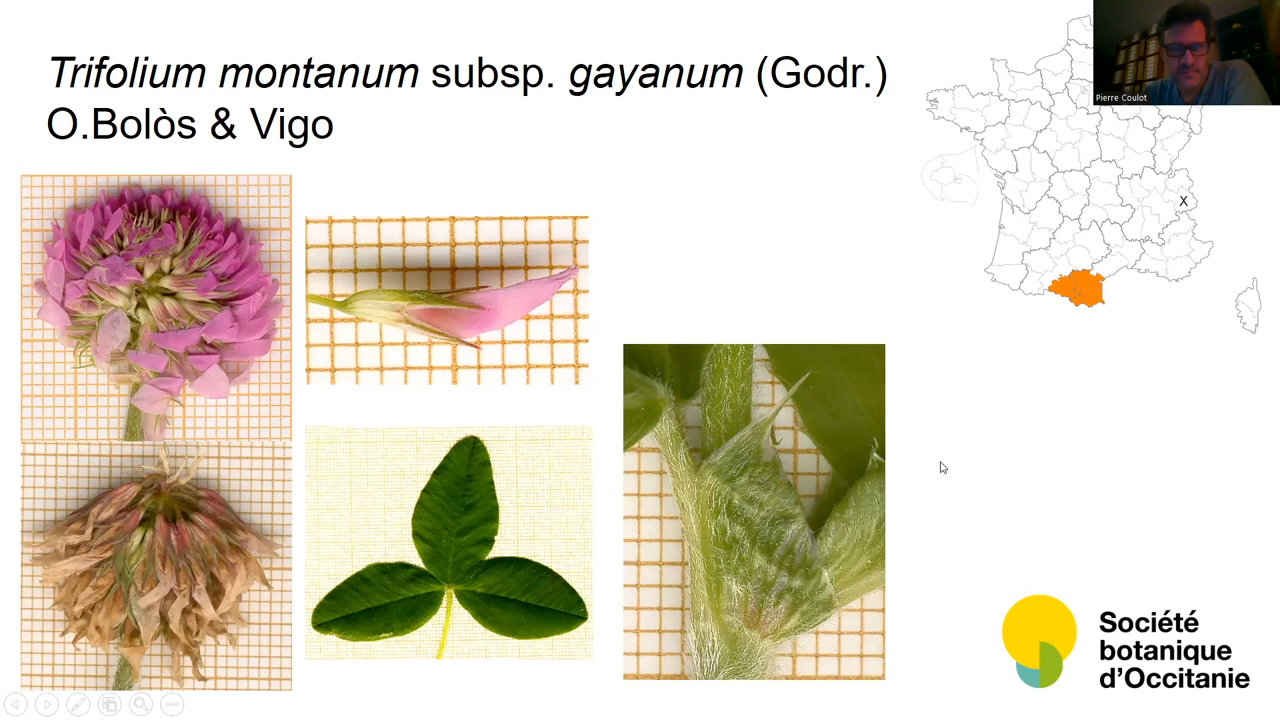 Trifolium montanum subsp. gayanum (Godr.)
O.Bolòs & Vigo
Pierre Coulot
X
Société
botanique
d'Occitanie